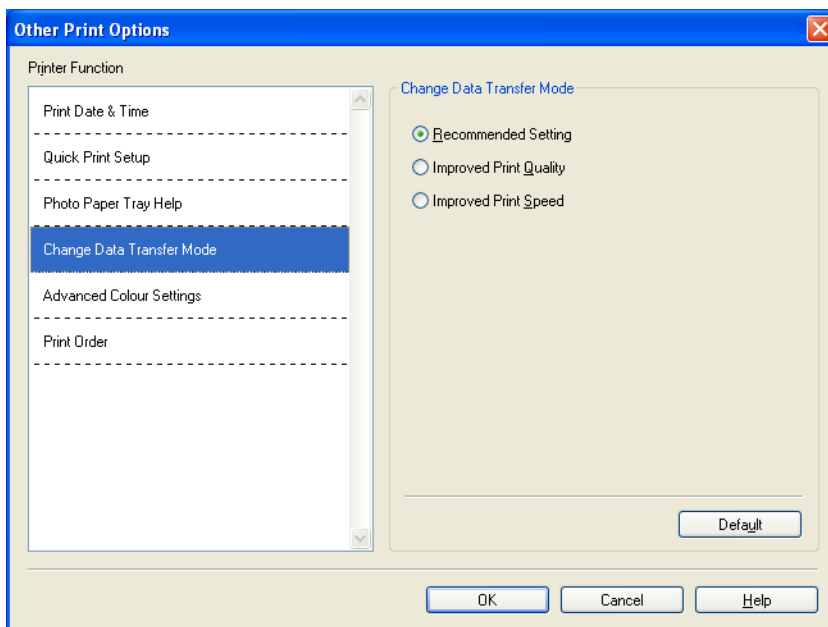 Other Print Options
Printer Function
Print Date & Time
Quick Print Setup
Photo Paper Tray Help
Change Data Transfer Mode
Advanced Colour Settings
Print Order
Change Data Transfer Mode
Recommended Setting
Improved Print Quality
Improved Print Speed
Default
OK
Cancel
Help